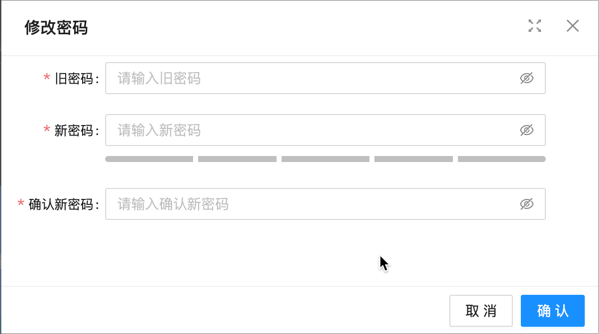 修改密码
* 旧密码: 请输入旧密码
* 新密码: 请输入新密码
* 确认新密码: 请输入确认新密码
取 消 确 认